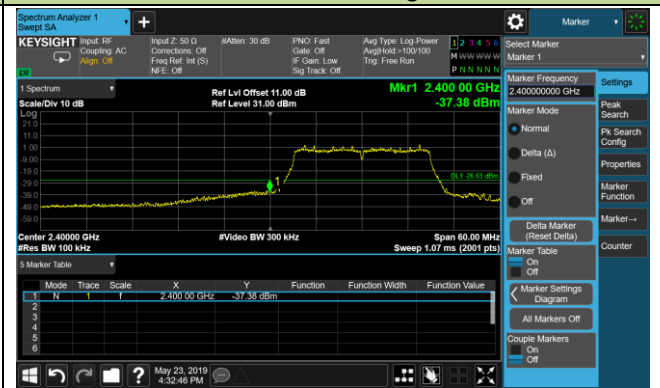 Spectrum Analyzer 1
Swept SA
+
Marker
KEYSIGHT
Input: RF
Coupling: AC
Align: Off
Input Z: 50 Ω
Corrections: Off
Freq Ref: Int (S)
NFE: Off
#Atten: 30 dB
PNO: Fast
Gate: Off
IF Gain: Low
Sig Track: Off
Avg Type: Log-Power
Avg|Hold:>100/100
Trig: Free Run
1 2 3 4 5 6
M W W W W W
P N N N N N
LV
Select Marker
Marker 1
1 Spectrum
Scale/Div 10 dB
Log
Ref Lvl Offset 11.00 dB
Ref Level 31.00 dBm
Mkr1 2.400 00 GHz
-37.38 dBm
21.0
11.0
1.00
-9.00
-19.0
-29.0
-39.0
-49.0
-59.0
1
DL1 -26.63 dBm
Center 2.40000 GHz
#Res BW 100 kHz
#Video BW 300 kHz
Span 60.00 MHz
Sweep 1.07 ms (2001 pts)
5 Marker Table
Mode Trace Scale X Y Function Function Width Function Value
1 N 1 f 2.400 00 GHz -37.38 dBm
2
3
4
5
6
Marker Frequency
2.400000000 GHz
Marker Mode
Normal
Delta (Δ)
Fixed
Off
Delta Marker
(Reset Delta)
Marker Table
On
Off
Marker Settings
Diagram
All Markers Off
Couple Markers
On
Off
Settings
Peak
Search
Pk Search
Config
Properties
Marker
Function
Marker→
Counter
?
May 23, 2019
4:32:46 PM